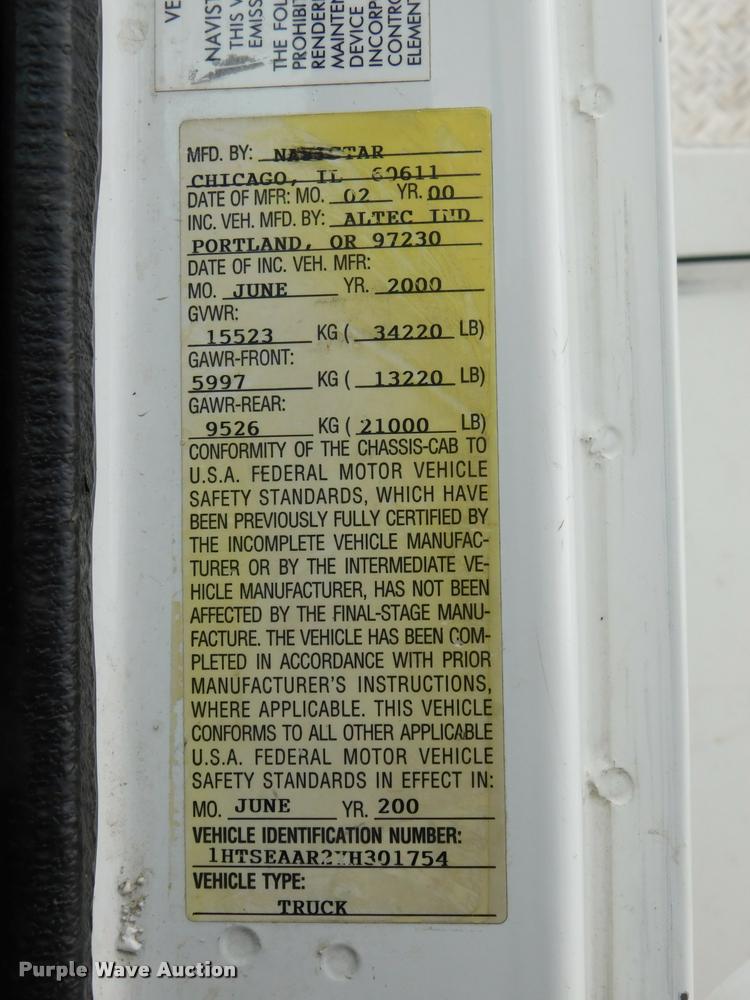 VE
NAVIST
THIS V
EMISS
THE FOL
PROHIBIT
RENDERI
MAINTEN
DEVICE
INCORP
CONTRO
ELEMENT
MFD. BY: NAVISTAR
CHICAGO, IL 60611
DATE OF MFR: MO. 02 YR. 00
INC. VEH. MFD. BY: ALTEC IND
PORTLAND, OR 97230
DATE OF INC. VEH. MFR:
MO. JUNE YR. 2000
GVWR:
15523 KG ( 34220 LB)
GAWR-FRONT:
5997 KG ( 13220 LB)
GAWR-REAR:
9526 KG ( 21000 LB)
CONFORMITY OF THE CHASSIS-CAB TO
U.S.A. FEDERAL MOTOR VEHICLE
SAFETY STANDARDS, WHICH HAVE
BEEN PREVIOUSLY FULLY CERTIFIED BY
THE INCOMPLETE VEHICLE MANUFAC-
TURER OR BY THE INTERMEDIATE VE-
HICLE MANUFACTURER, HAS NOT BEEN
AFFECTED BY THE FINAL-STAGE MANU-
FACTURE. THE VEHICLE HAS BEEN COM-
PLETED IN ACCORDANCE WITH PRIOR
MANUFACTURER'S INSTRUCTIONS,
WHERE APPLICABLE. THIS VEHICLE
CONFORMS TO ALL OTHER APPLICABLE
U.S.A. FEDERAL MOTOR VEHICLE
SAFETY STANDARDS IN EFFECT IN:
MO. JUNE YR. 200
VEHICLE IDENTIFICATION NUMBER:
VEHICLE TYPE:
TRUCK
Purple Wave Auction